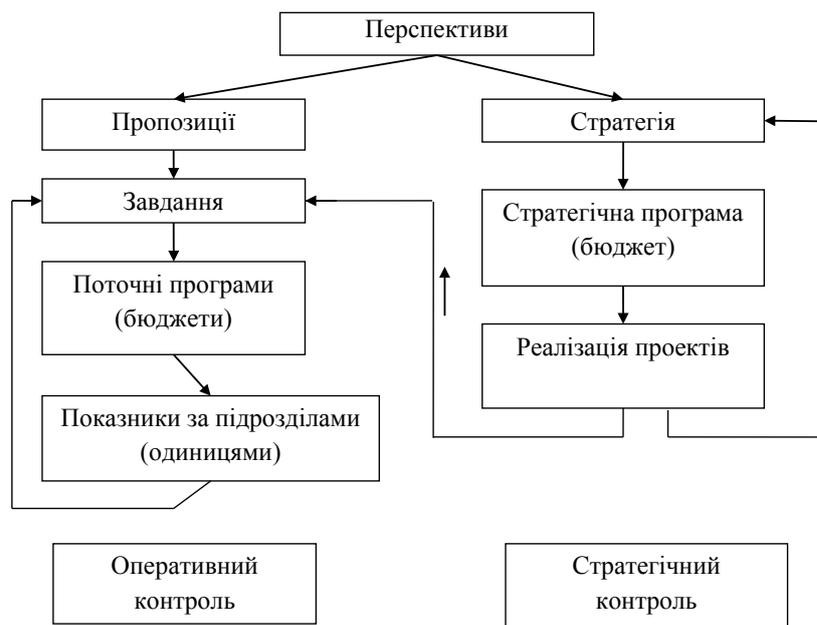 Перспективи
Пропозиції
Стратегія
Завдання
Стратегічна програма
(бюджет)
Поточні програми
(бюджети)
Реалізація проектів
Показники за підрозділами
(одиницями)
Оперативний
контроль
Стратегічний
контроль